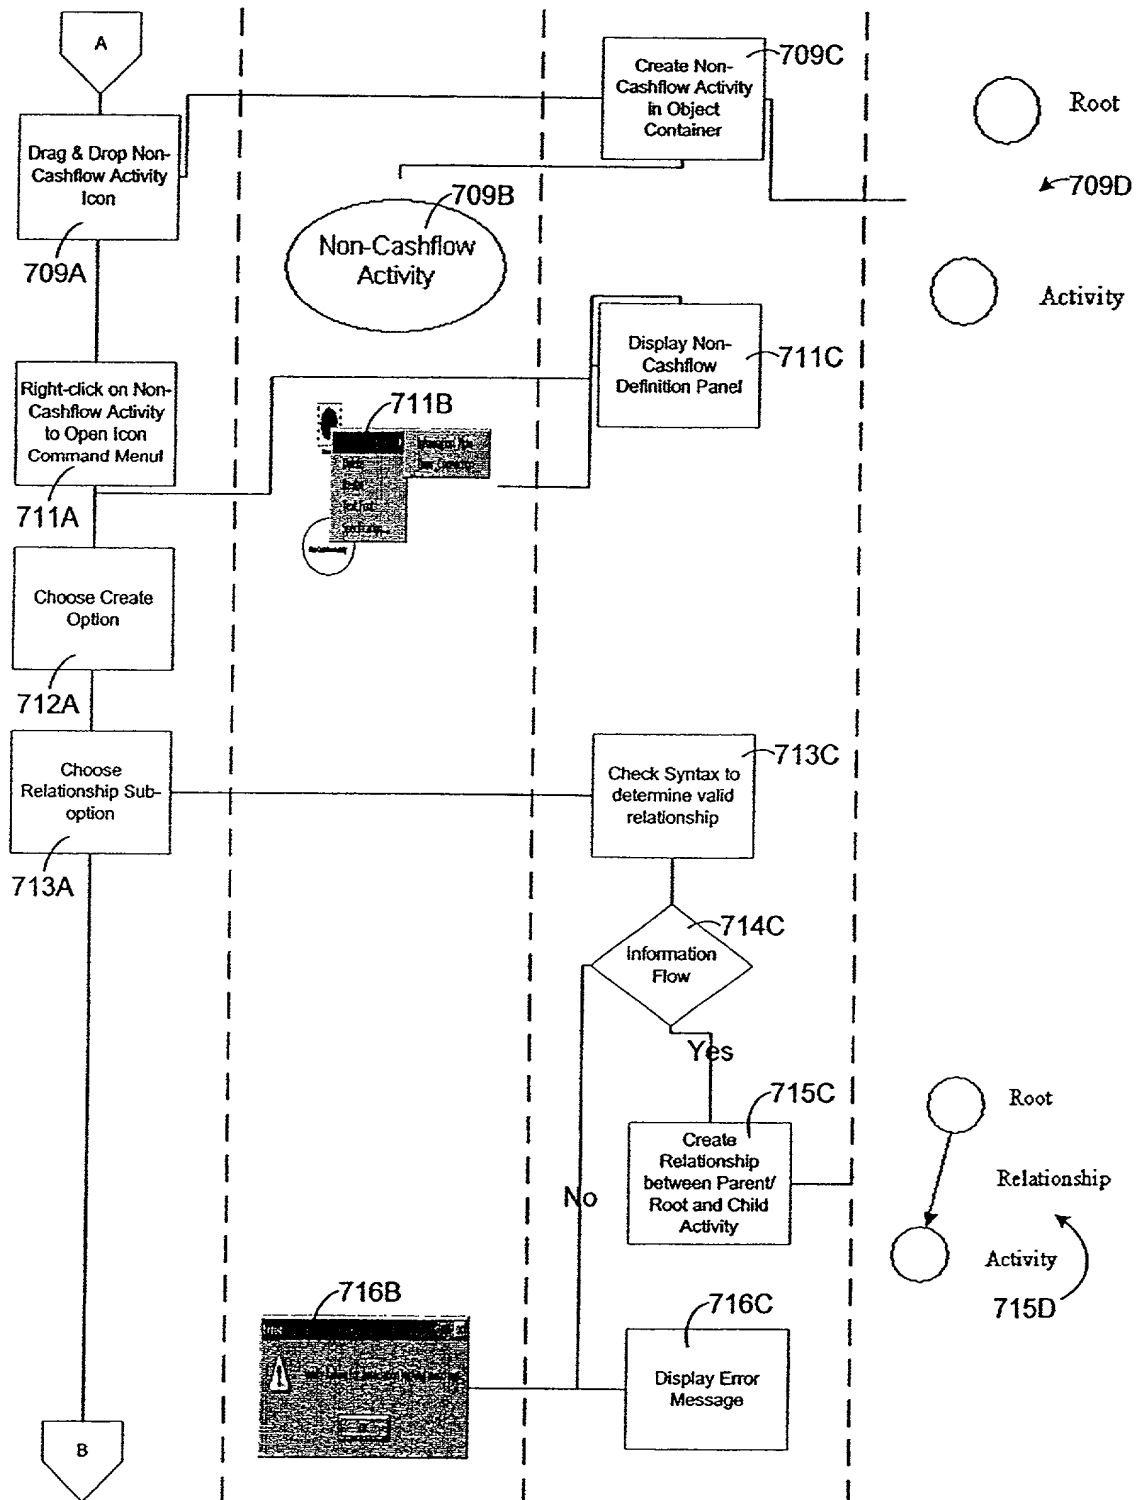 A
Drag & Drop Non-
Cashflow Activity
Icon
709A
Create Non-
Cashflow Activity
in Object
Container
709C
Root
709D
709B
Non-Cashflow
Activity
Activity
Display Non-
Cashflow
Definition Panel
711C
Right-click on Non-
Cashflow Activity
to Open Icon
Command Menu!
711A
711B
Choose Create
Option
712A
Choose
Relationship Sub-
option
713A
Check Syntax to
determine valid
relationship
713C
714C
Information
Flow
Yes
No
715C
Create
Relationship
between Parent/
Root and Child
Activity
Root
Relationship
Activity
715D
716B
716C
Display Error
Message
B